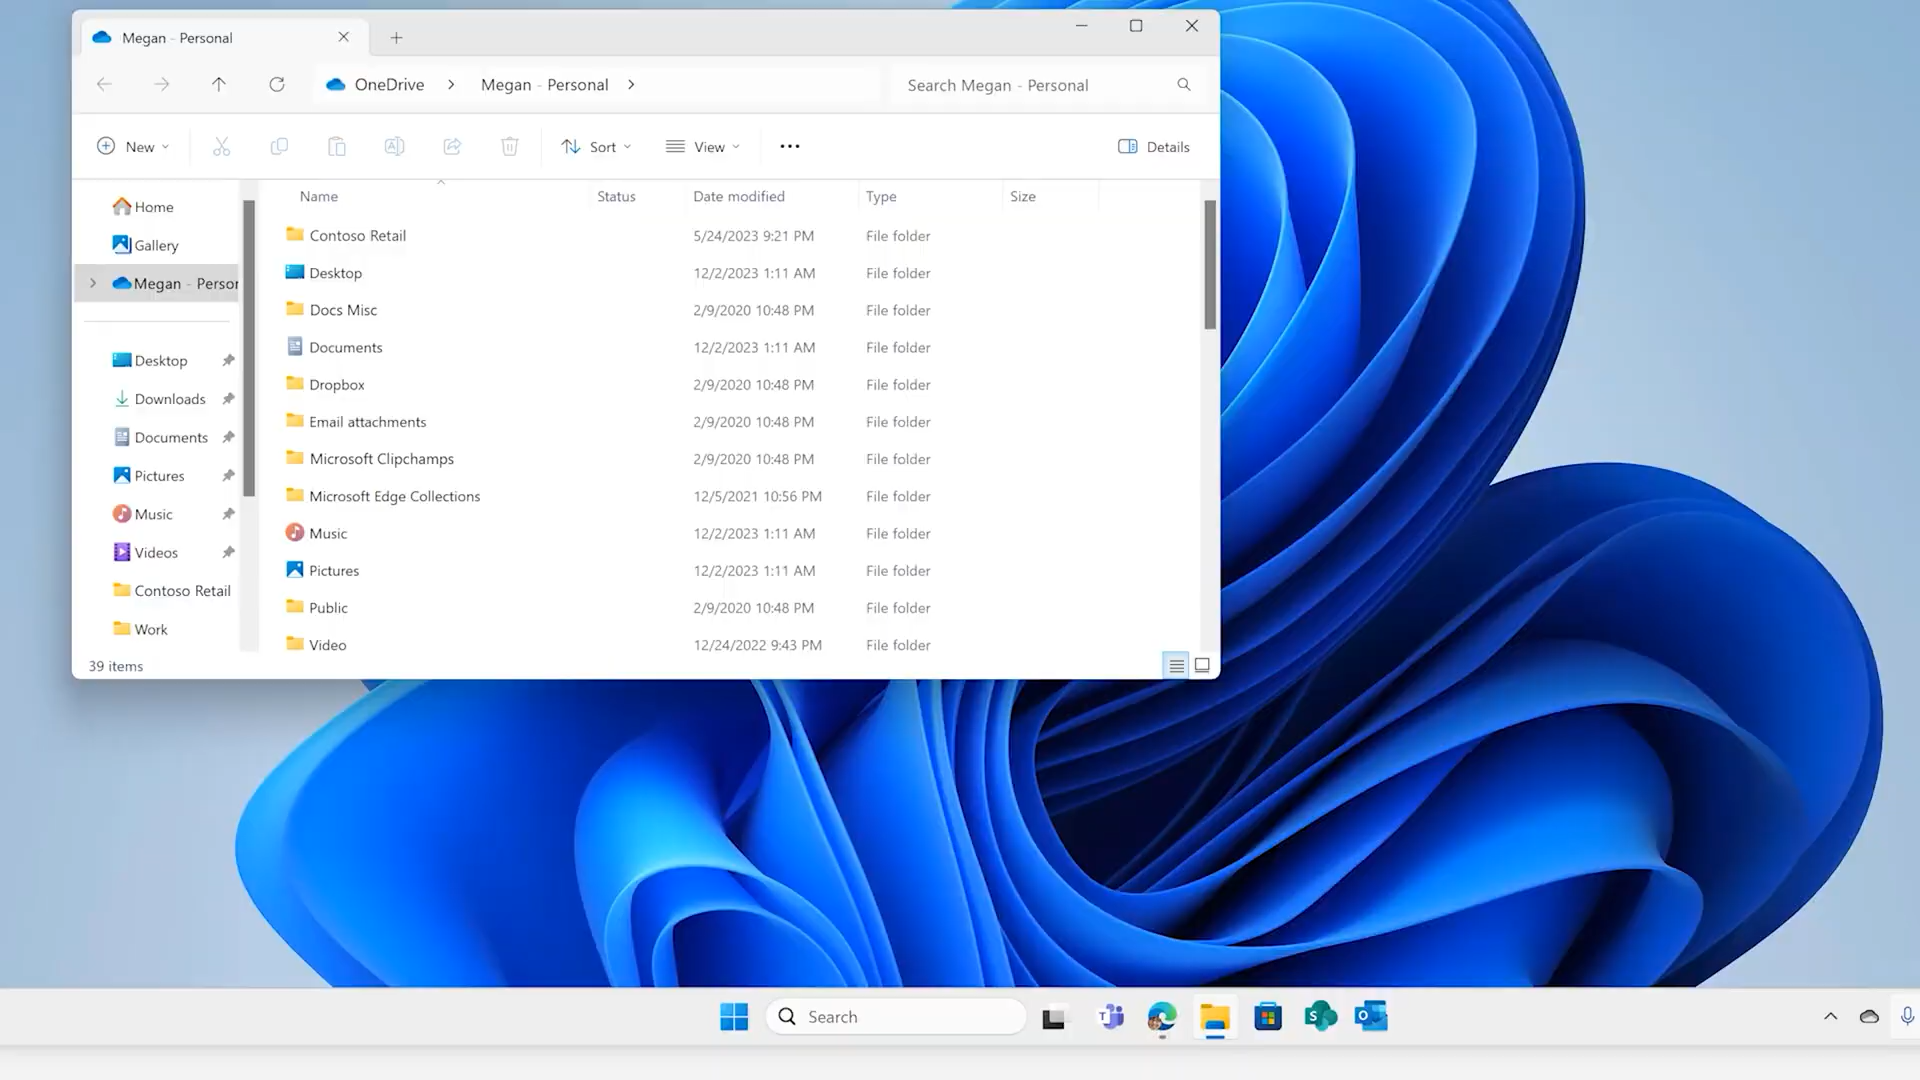 Megan - Personal
OneDrive > Megan - Personal >
Search Megan - Personal
New
Sort
View
Details
Name Status Date modified Type Size
Home
Gallery
Megan - Person
Desktop
Downloads
Documents
Pictures
Music
Videos
Contoso Retail
Work
Contoso Retail 5/24/2023 9:21 PM File folder
Desktop 12/2/2023 1:11 AM File folder
Docs Misc 2/9/2020 10:48 PM File folder
Documents 12/2/2023 1:11 AM File folder
Dropbox 2/9/2020 10:48 PM File folder
Email attachments 2/9/2020 10:48 PM File folder
Microsoft Clipchamps 2/9/2020 10:48 PM File folder
Microsoft Edge Collections 12/5/2021 10:56 PM File folder
Music 12/2/2023 1:11 AM File folder
Pictures 12/2/2023 1:11 AM File folder
Public 2/9/2020 10:48 PM File folder
Video 12/24/2022 9:43 PM File folder
39 items
Search